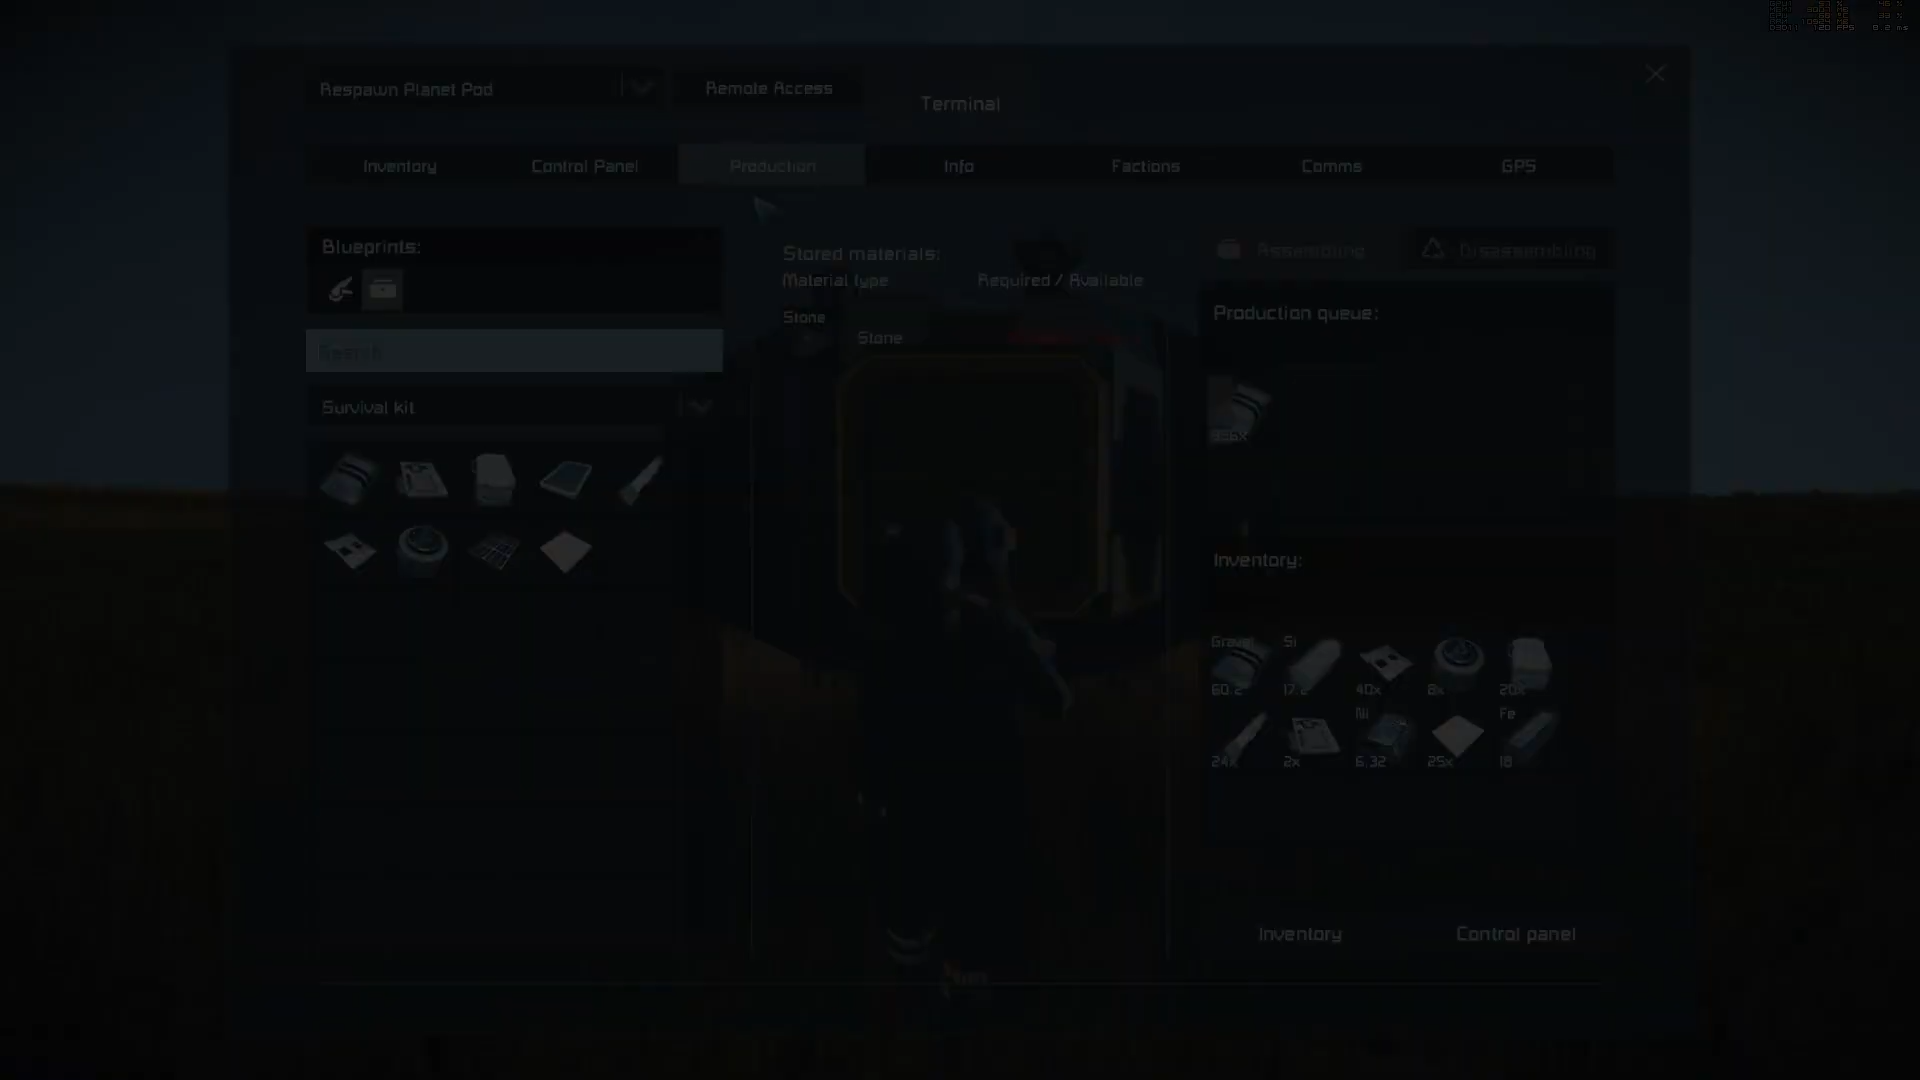 Respawn Planet Pod
Remote Access
Terminal
Inventory
Control Panel
Production
Info
Factions
Comms
GPS
Blueprints:
Search
Survival kit
Stored materials:
Material type
Required / Available
Stone
Stone
Assembling
Disassembling
Production queue:
Inventory:
Gravel
Si
60.2
17.2
40x
8x
20x
Ni
Fe
24x
2x
6.32
25x
18
Inventory
Control panel